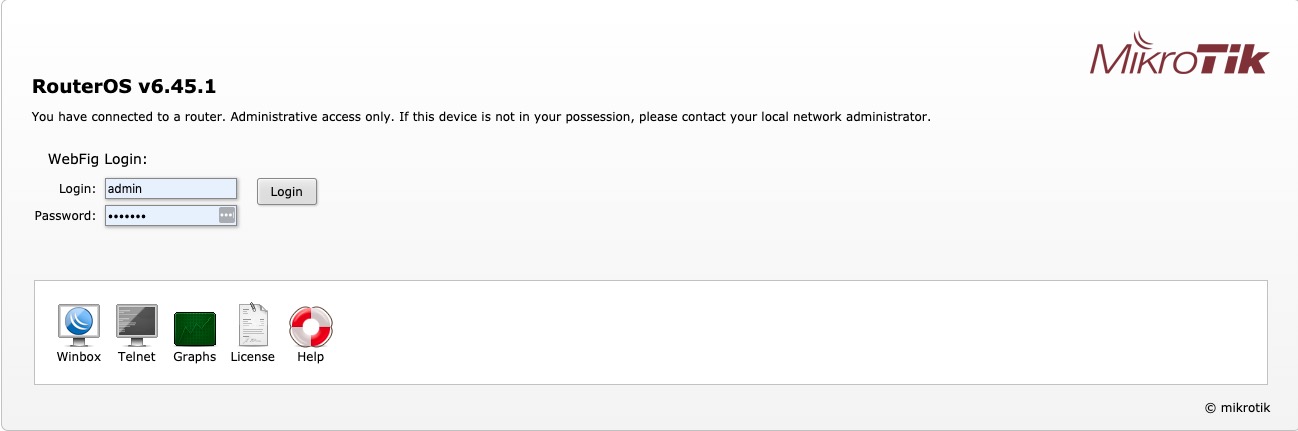 MikroTik
RouterOS v6.45.1
You have connected to a router. Administrative access only. If this device is not in your possession, please contact your local network administrator.
WebFig Login:
Login: admin Login
Password: •••••••
Winbox Telnet Graphs License Help
© mikrotik